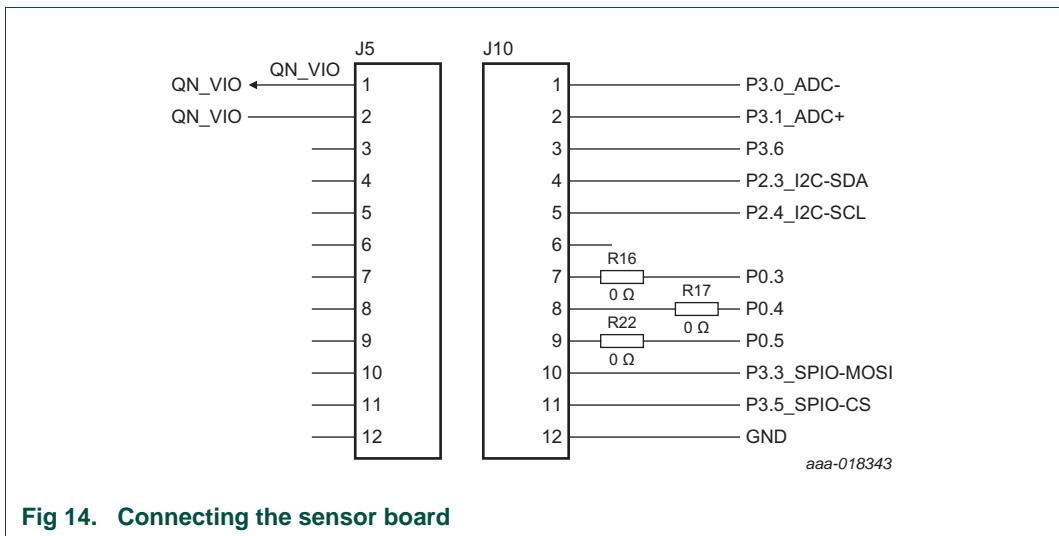 J5
J10
QN_VIO
QN_VIO
1
1
P3.0_ADC-
QN_VIO
2
2
P3.1_ADC+
3
3
P3.6
4
4
P2.3_I2C-SDA
5
5
P2.4_I2C-SCL
6
6
R16
7
7
P0.3
0 Ω
R17
8
8
P0.4
R22
0 Ω
9
9
P0.5
0 Ω
10
10
P3.3_SPIO-MOSI
11
11
P3.5_SPIO-CS
12
12
GND
aaa-018343
Fig 14. Connecting the sensor board